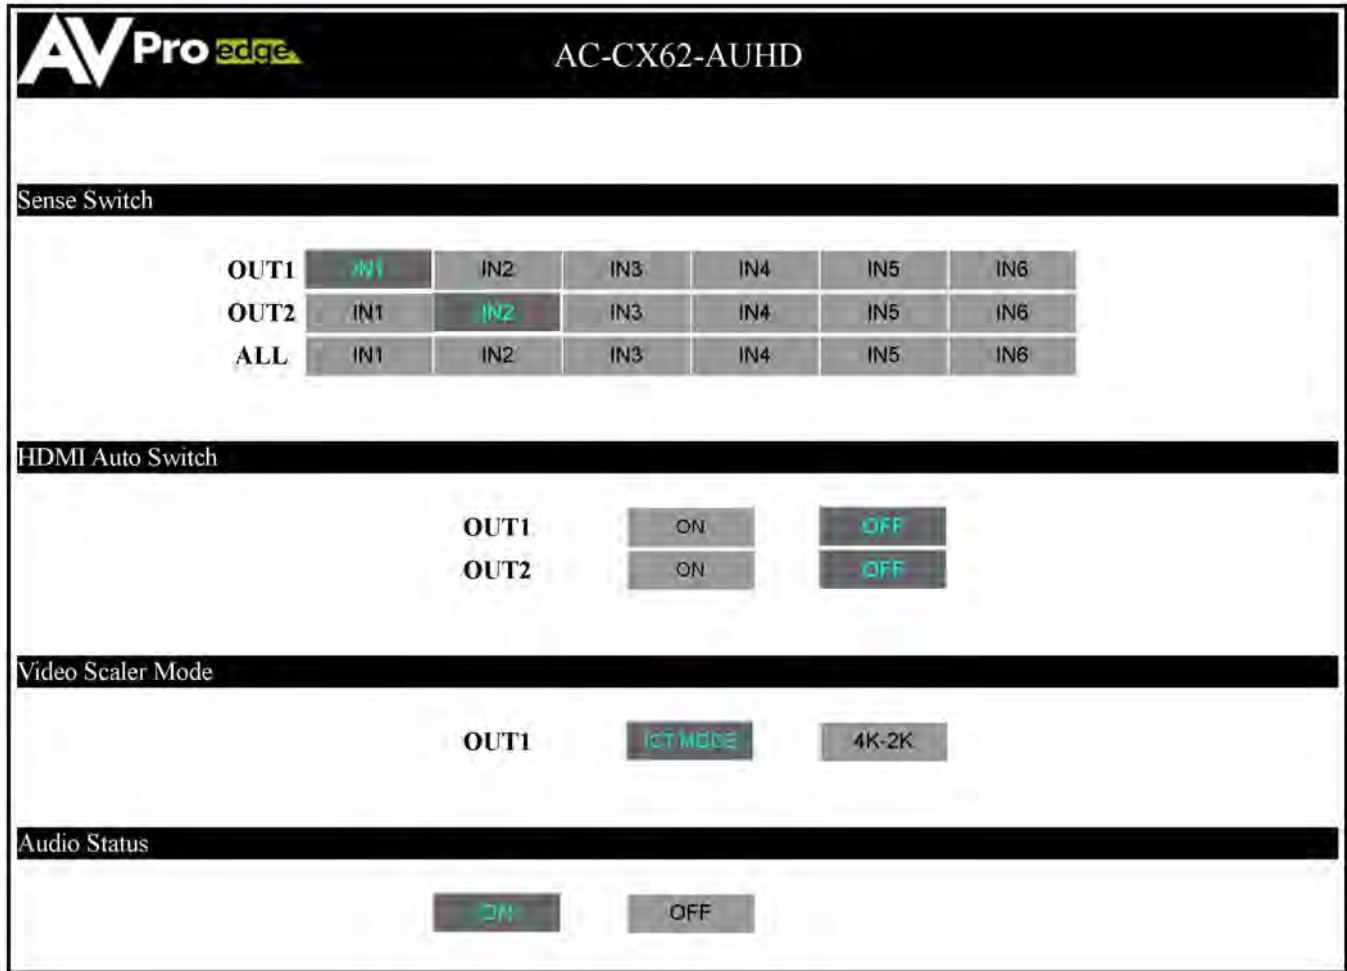 AVPro edge
AC-CX62-AUHD
Sense Switch
OUT1 IN1 IN2 IN3 IN4 IN5 IN6
OUT2 IN1 IN2 IN3 IN4 IN5 IN6
ALL IN1 IN2 IN3 IN4 IN5 IN6
HDMI Auto Switch
OUT1 ON OFF
OUT2 ON OFF
Video Scaler Mode
OUT1 ICT MODE 4K-2K
Audio Status
ON OFF